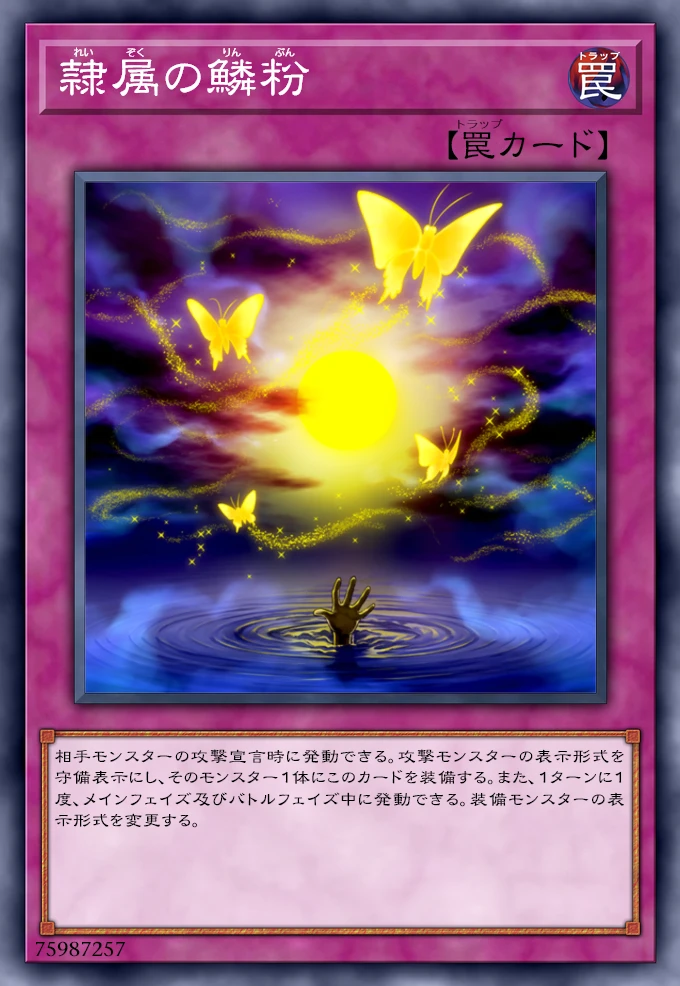 れいぞくりんぷん
隷属の鱗粉
トラップ
罠
トラップ
【罠カード】
相手モンスターの攻撃宣言時に発動できる。攻撃モンスターの表示形式を
守備表示にし、そのモンスター1体にこのカードを装備する。また、1ターンに1
度、メインフェイズ及びバトルフェイズ中に発動できる。装備モンスターの表
示形式を変更する。
75987257